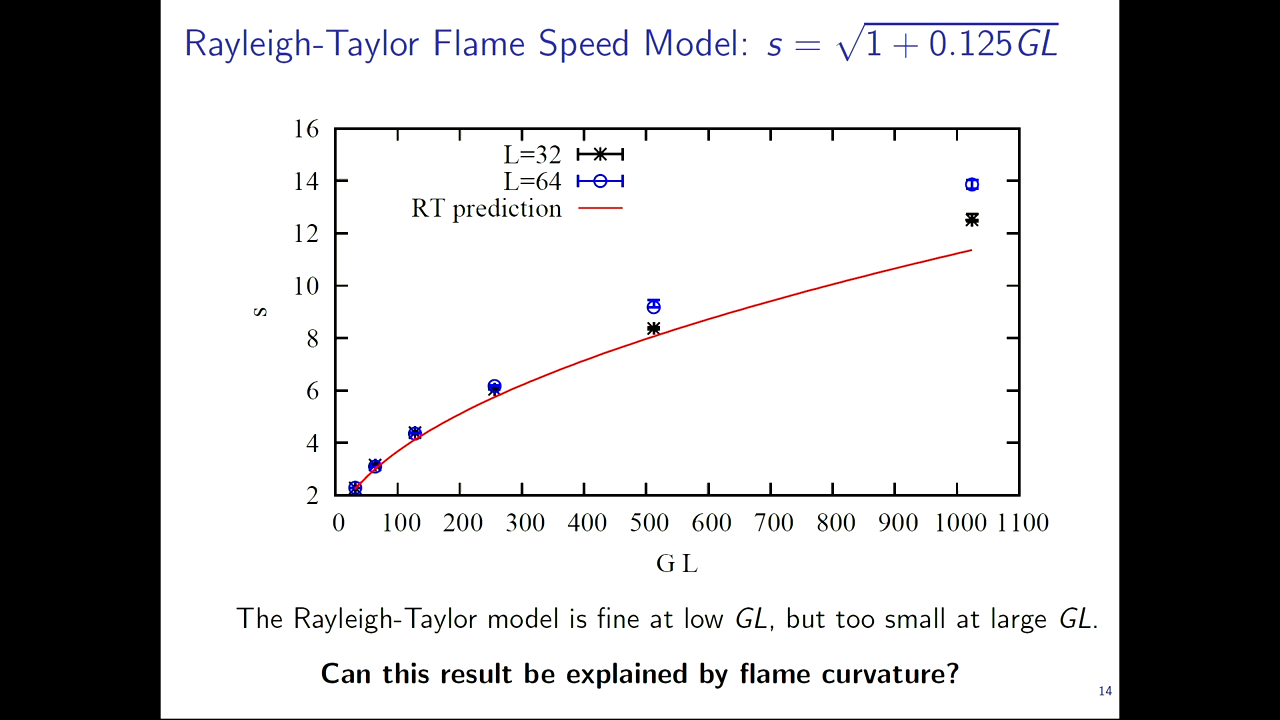 Rayleigh-Taylor Flame Speed Model: s = √1 + 0.125GL
16
14
12
10
8
6
4
2
s
L=32
L=64
RT prediction
0 100 200 300 400 500 600 700 800 900 1000 1100
G L
The Rayleigh-Taylor model is fine at low GL, but too small at large GL.
Can this result be explained by flame curvature?
14